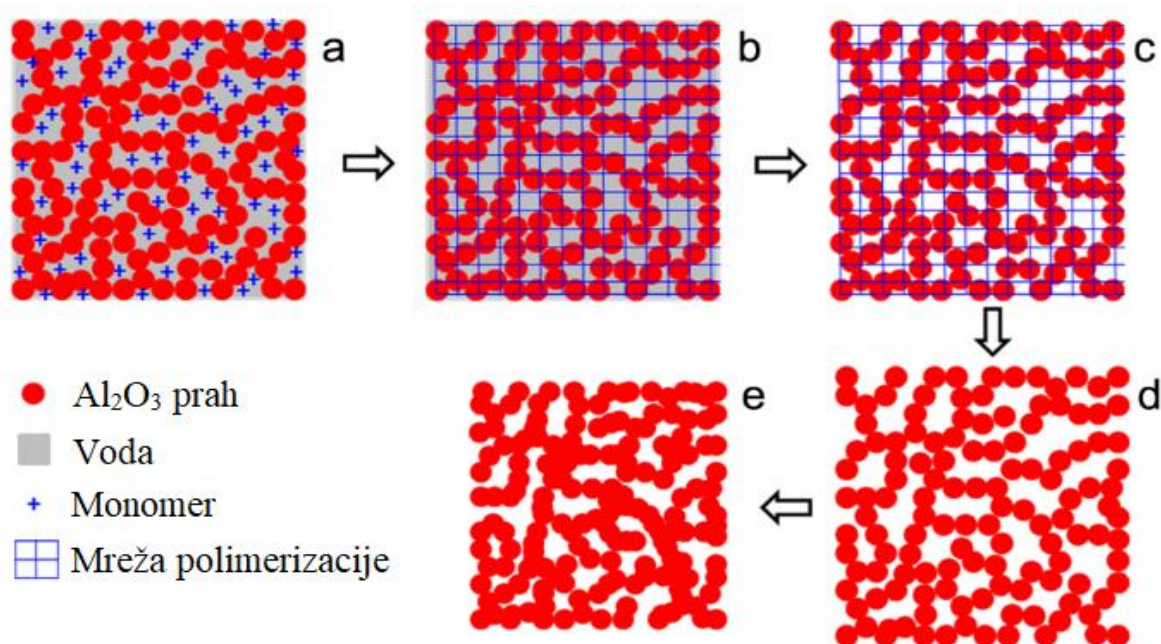 a
b
c
Al₂O₃ prah
Voda
Monomer
Mreža polimerizacije
e
d